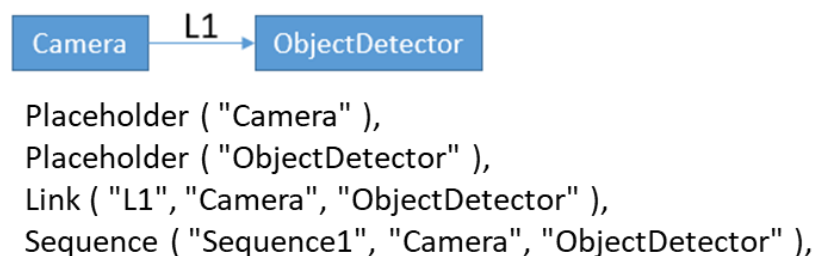 Camera L1 ObjectDetector
Placeholder ( "Camera" ),
Placeholder ( "ObjectDetector" ),
Link ( "L1", "Camera", "ObjectDetector" ),
Sequence ( "Sequence1", "Camera", "ObjectDetector" ),